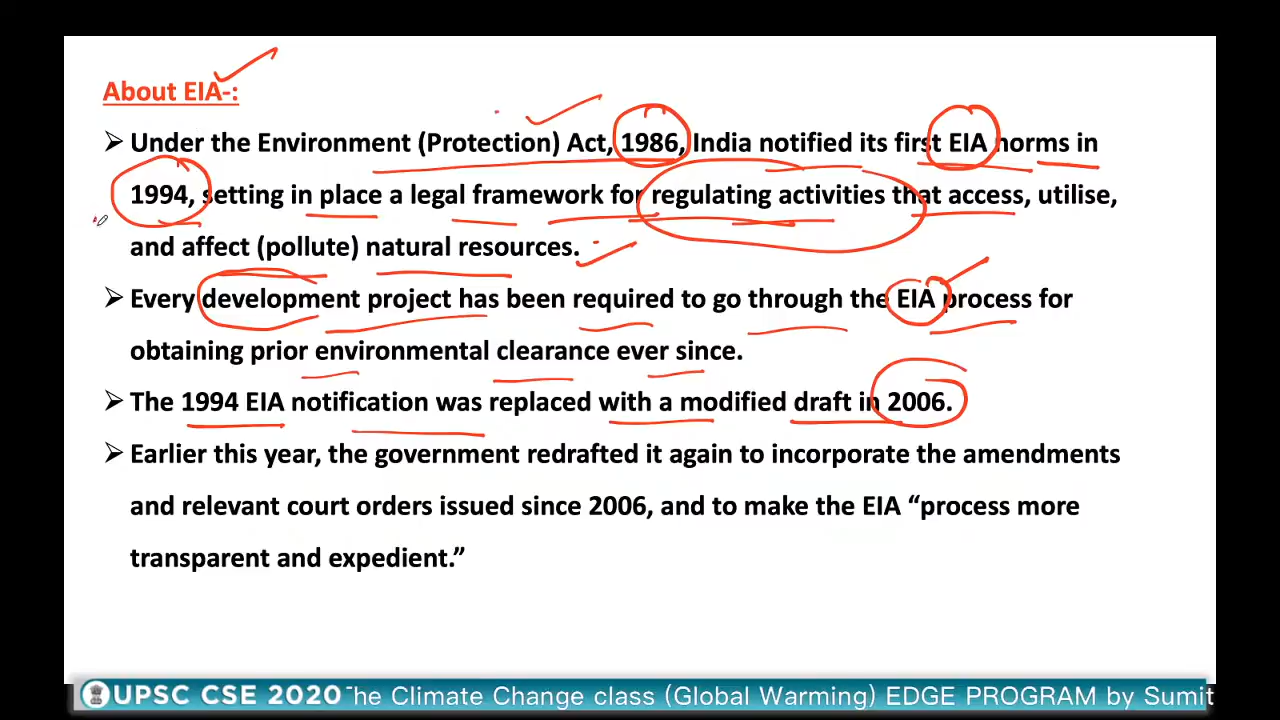 About EIA-:
➢ Under the Environment (Protection) Act, 1986, India notified its first EIA norms in
1994, setting in place a legal framework for regulating activities that access, utilise,
and affect (pollute) natural resources.
➢ Every development project has been required to go through the EIA process for
obtaining prior environmental clearance ever since.
➢ The 1994 EIA notification was replaced with a modified draft in 2006.
➢ Earlier this year, the government redrafted it again to incorporate the amendments
and relevant court orders issued since 2006, and to make the EIA “process more
transparent and expedient.”
UPSC CSE 2020 he Climate Change class (Global Warming) EDGE PROGRAM by Sumit